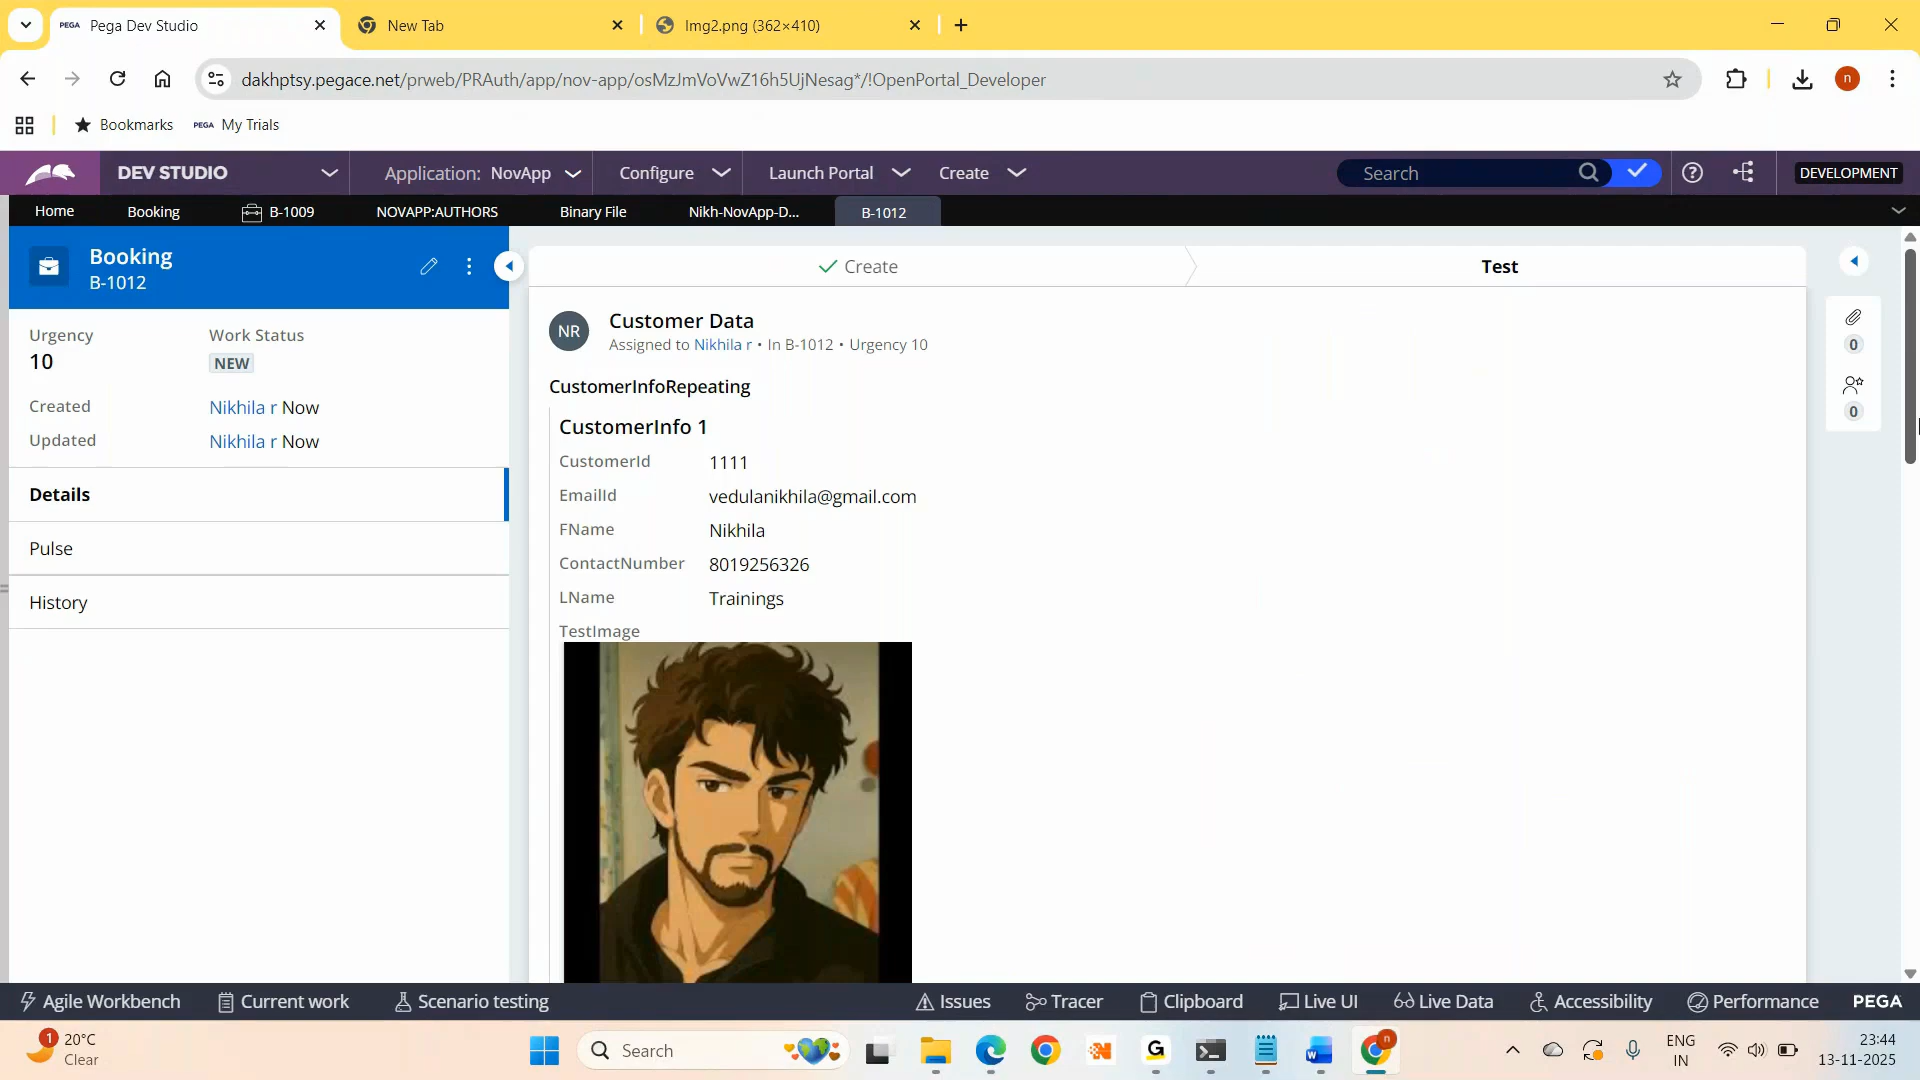 PEGA Pega Dev Studio
New Tab
Img2.png (362×410)
dakhptsy.pegace.net/prweb/PRAuth/app/nov-app/osMzJmVoVwZ16h5UjNesag*/!OpenPortal_Developer
n
Bookmarks
PEGA My Trials
DEV STUDIO
Application: NovApp
Configure
Launch Portal
Create
Search
DEVELOPMENT
Home
Booking
B-1009
NOVAPP:AUTHORS
Binary File
Nikh-NovApp-D...
B-1012
Booking
B-1012
Urgency
10
Work Status
NEW
Created
Nikhila r Now
Updated
Nikhila r Now
Details
Pulse
History
Create
Test
NR
Customer Data
Assigned to Nikhila r • In B-1012 • Urgency 10
CustomerInfoRepeating
CustomerInfo 1
CustomerId 1111
EmailId vedulanikhila@gmail.com
FName Nikhila
ContactNumber 8019256326
LName Trainings
TestImage
0
0
Agile Workbench
Current work
Scenario testing
Issues
Tracer
Clipboard
Live UI
Live Data
Accessibility
Performance
PEGA
1
20°C
Clear
Search
G
n
ENG
IN
23:44
13-11-2025